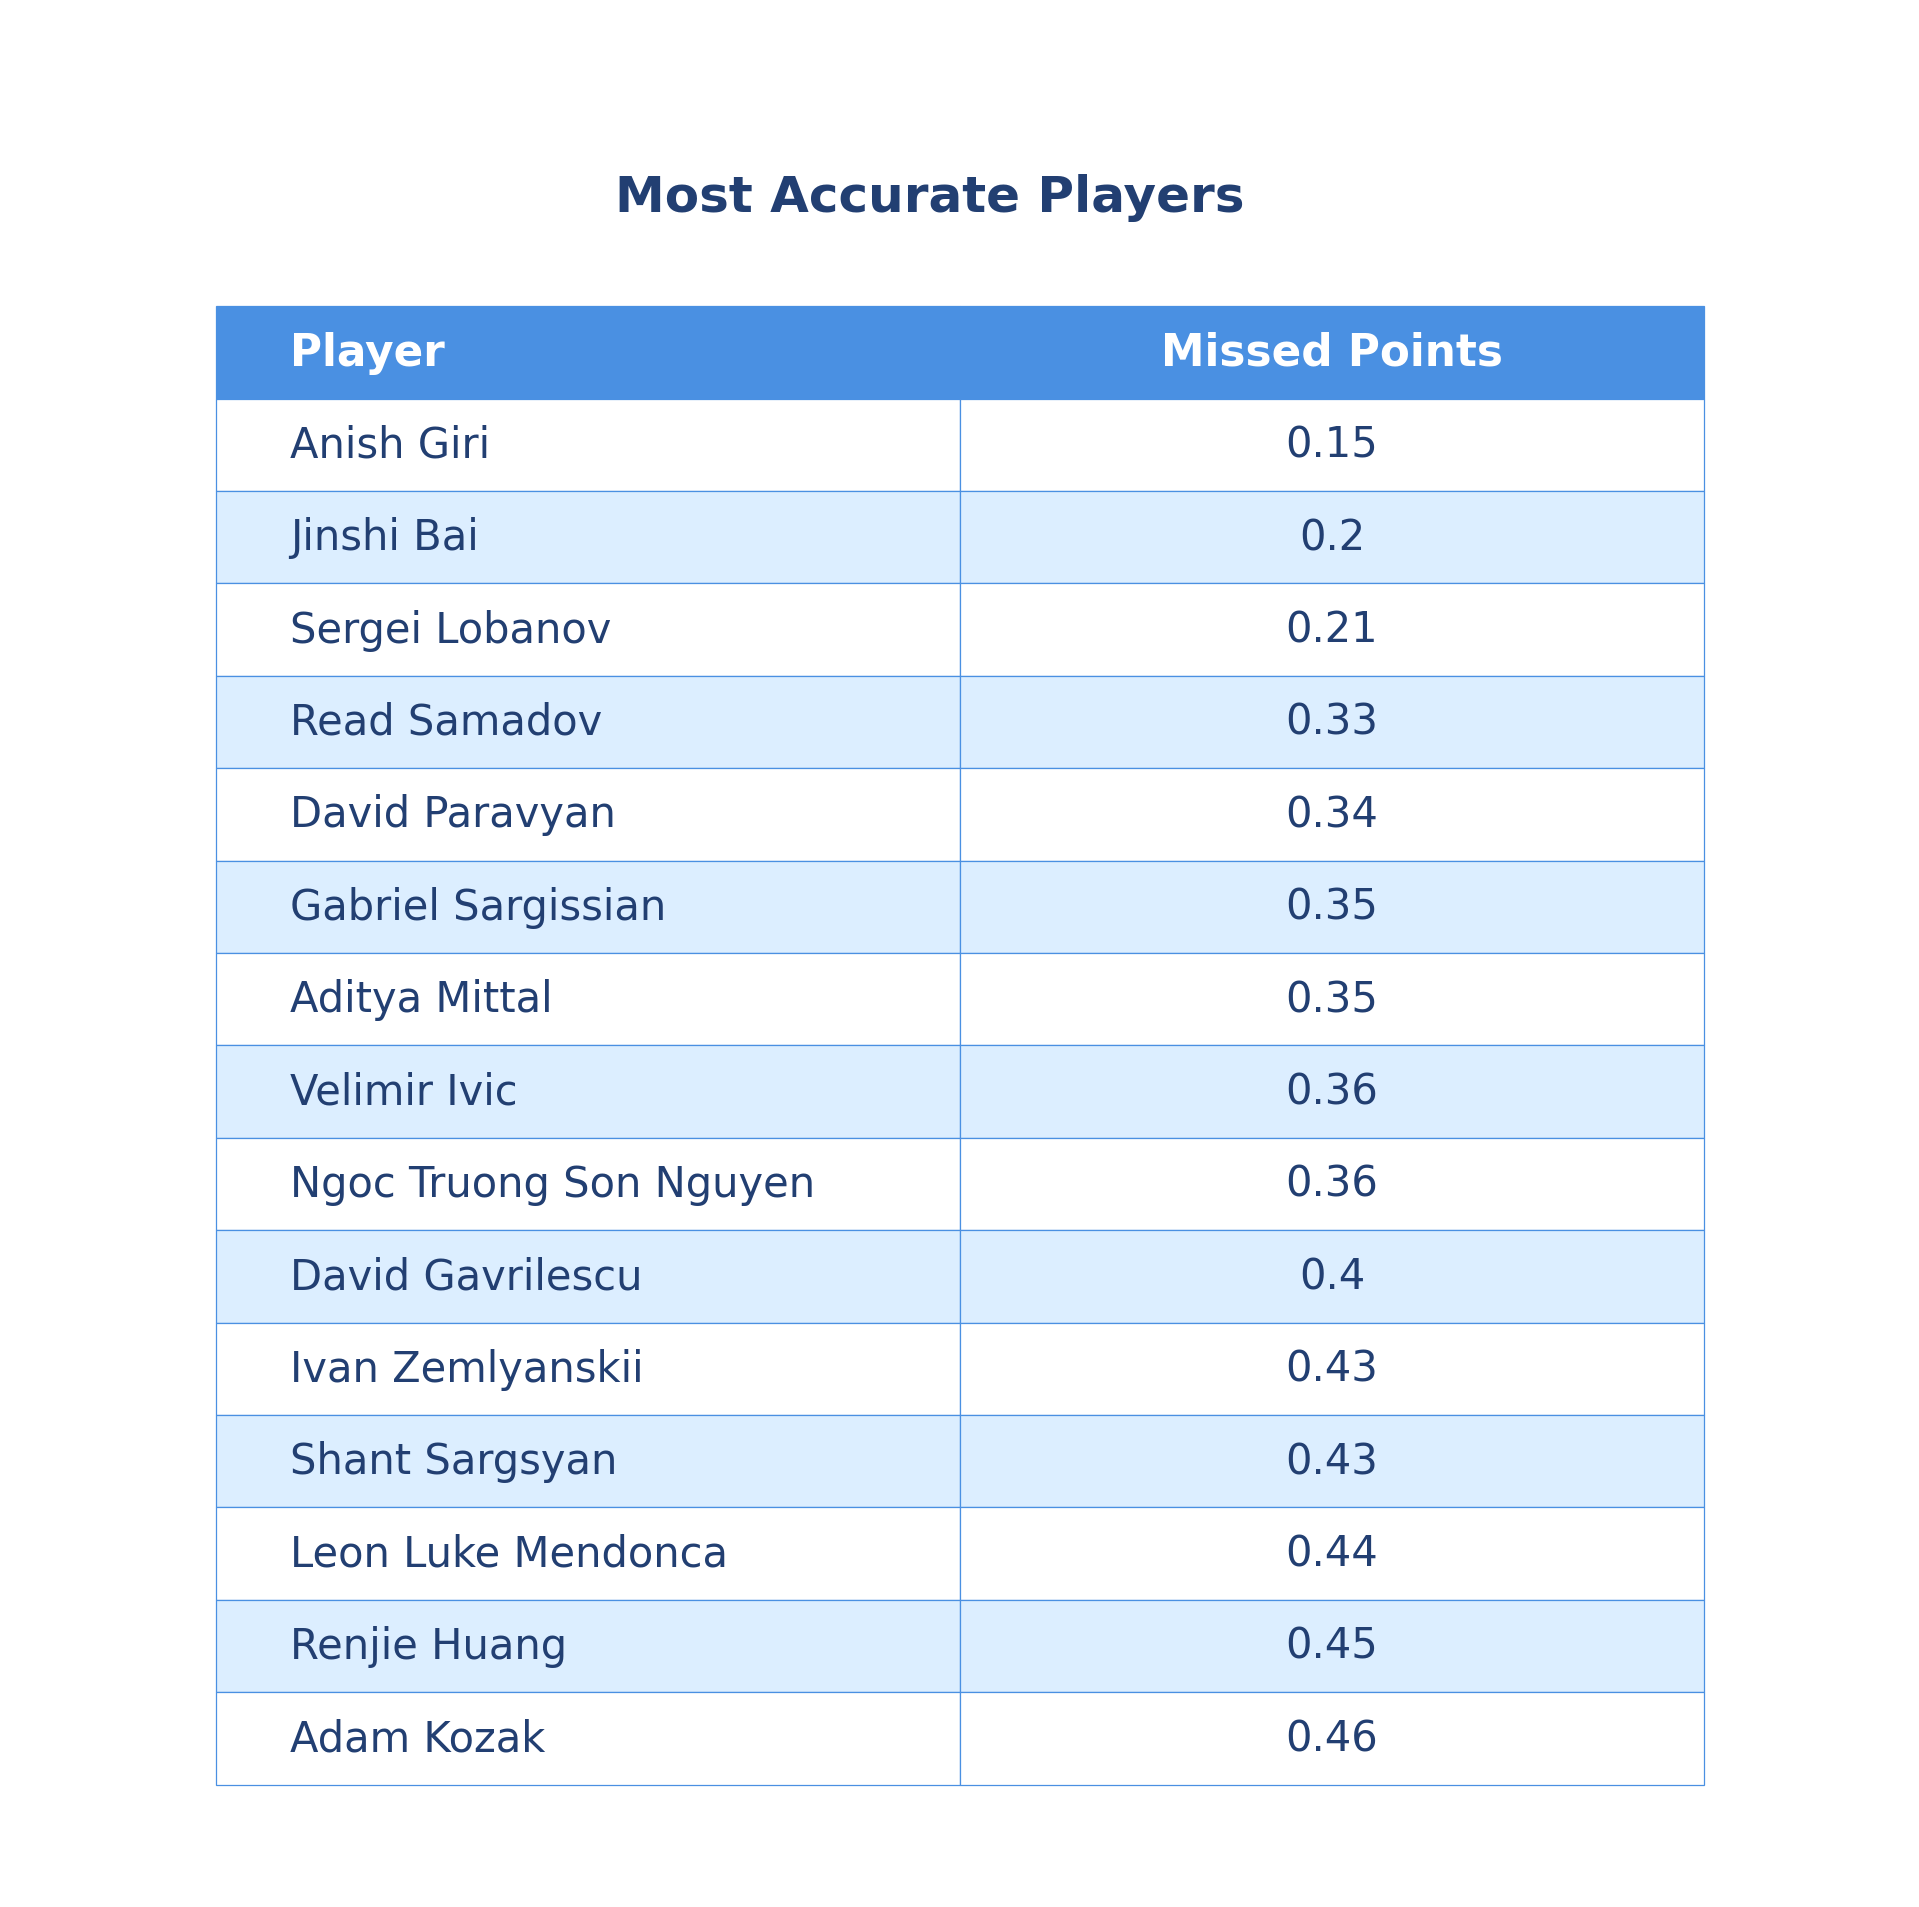 Most Accurate Players
Player Missed Points
Anish Giri 0.15
Jinshi Bai 0.2
Sergei Lobanov 0.21
Read Samadov 0.33
David Paravyan 0.34
Gabriel Sargissian 0.35
Aditya Mittal 0.35
Velimir Ivic 0.36
Ngoc Truong Son Nguyen 0.36
David Gavrilescu 0.4
Ivan Zemlyanskii 0.43
Shant Sargsyan 0.43
Leon Luke Mendonca 0.44
Renjie Huang 0.45
Adam Kozak 0.46